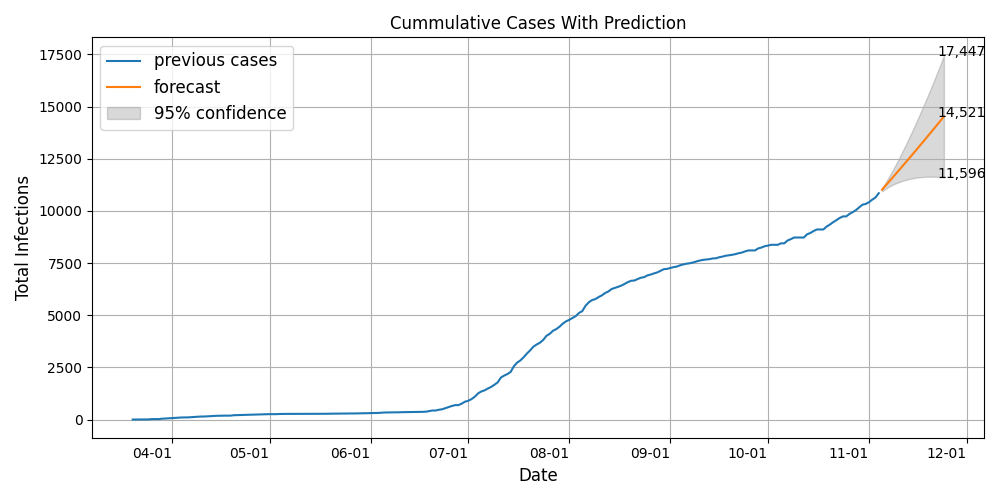 Cummulative Cases With Prediction
17500
15000
12500
10000
7500
5000
2500
0
Total Infections
previous cases
forecast
95% confidence
17,447
14,521
11,596
04-01 05-01 06-01 07-01 08-01 09-01 10-01 11-01 12-01
Date